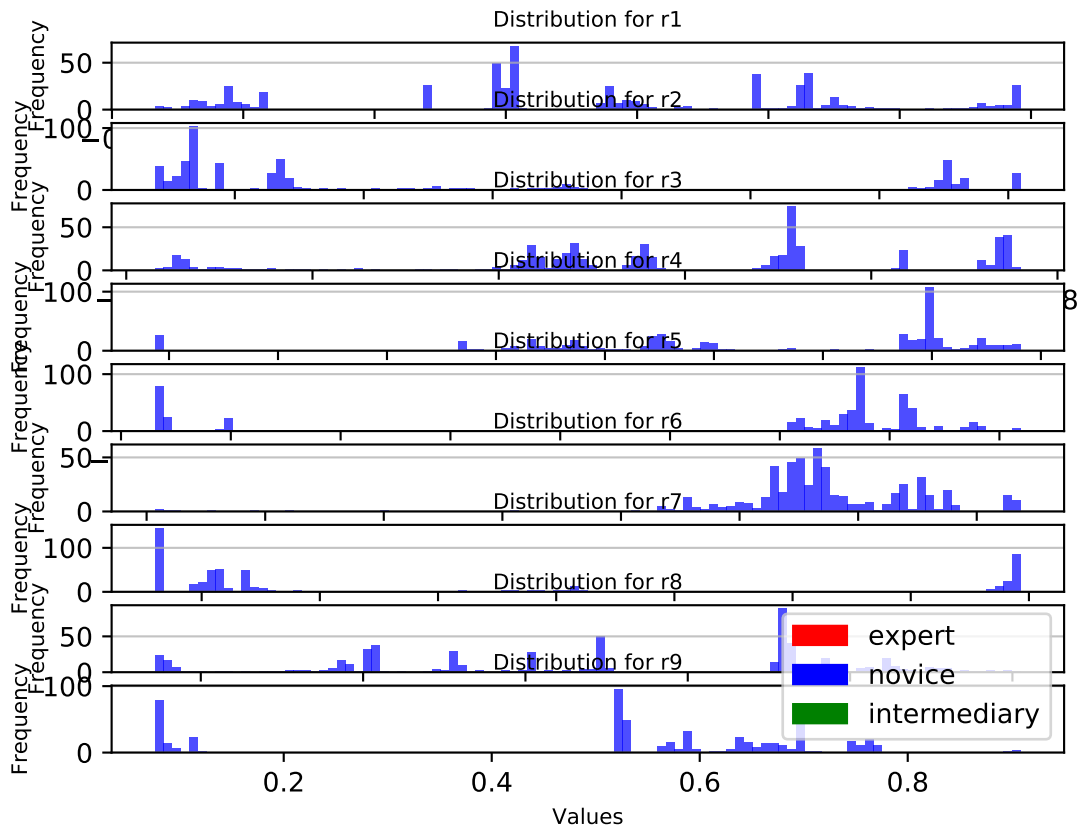 Distribution for r1
Frequency
50
0
Distribution for r2
Frequency
100
0
Distribution for r3
Frequency
50
0
Distribution for r4
Frequency
100
0
8
Distribution for r5
Frequency
100
0
Distribution for r6
Frequency
50
0
Distribution for r7
Frequency
100
0
Distribution for r8
Frequency
50
0
Distribution for r9
Frequency
100
0
expert
novice
intermediary
0.2 0.4 0.6 0.8
Values